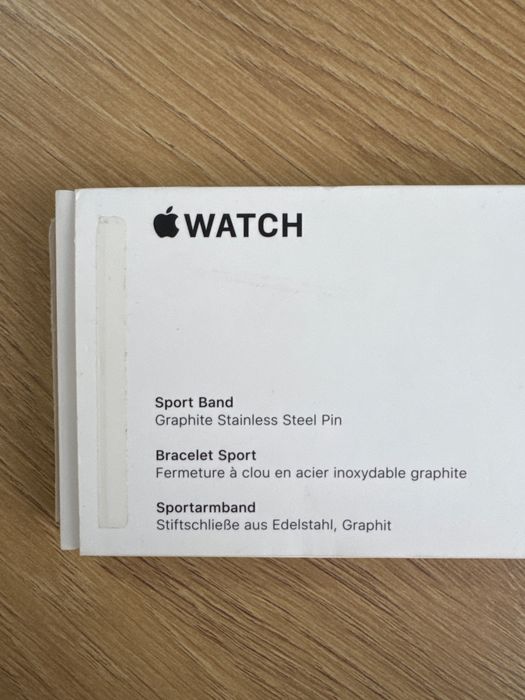 WATCH
Sport Band
Graphite Stainless Steel Pin
Bracelet Sport
Fermeture à clou en acier inoxydable graphite
Sportarmband
Stiftschließe aus Edelstahl, Graphit